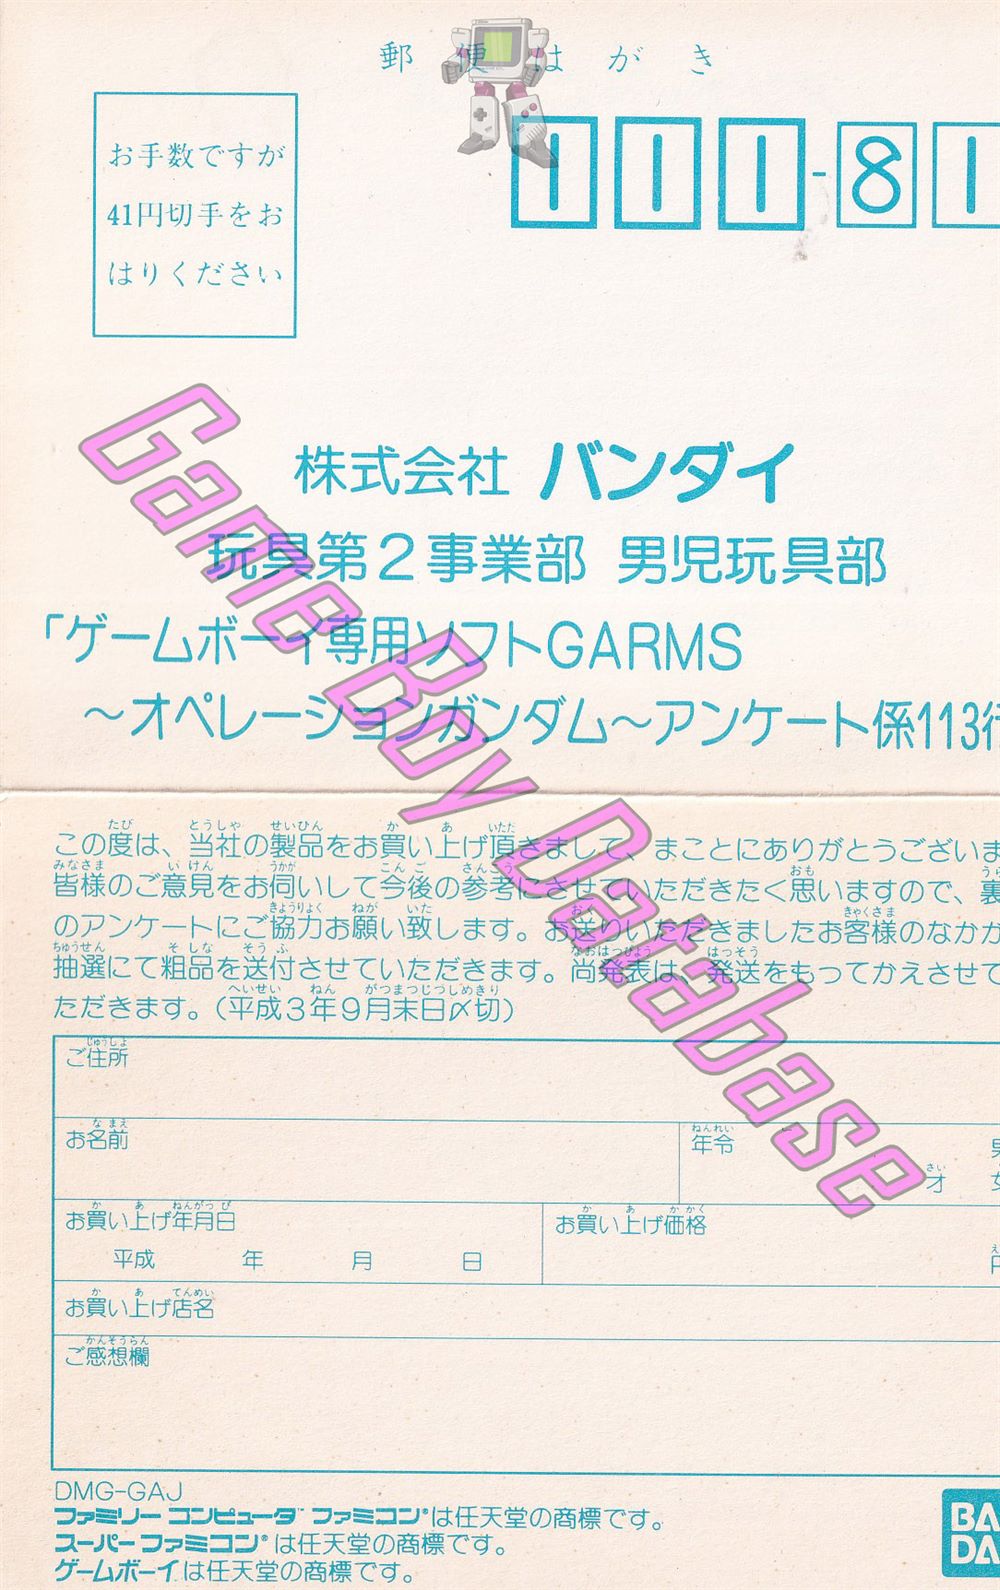 郵便はがき
お手数ですが
41円切手をお
はりください
111-81
株式会社 バンダイ
玩具第2事業部 男児玩具部
「ゲームボーイ専用ソフトGARMS
～オペレーションガンダム～アンケート係113行
Game Boy Database
この度は、当社の製品をお買い上げ頂きまして、まことにありがとうございま
皆様のご意見をお伺いして今後の参考にさせていただきたく思いますので、裏
のアンケートにご協力お願い致します。お送りいただきましたお客様のなかか
抽選にて粗品を送付させていただきます。尚発表は、発送をもってかえさせて
ただきます。(平成3年9月末日〆切)
ご住所
お名前 年令 才 男 女
お買い上げ年月日 お買い上げ価格
平成 年 月 日 円
お買い上げ店名
ご感想欄
DMG-GAJ
ファミリーコンピュータ™ ファミコン®は任天堂の商標です。
スーパーファミコン®は任天堂の商標です。
ゲームボーイは任天堂の商標です。
BA
DA